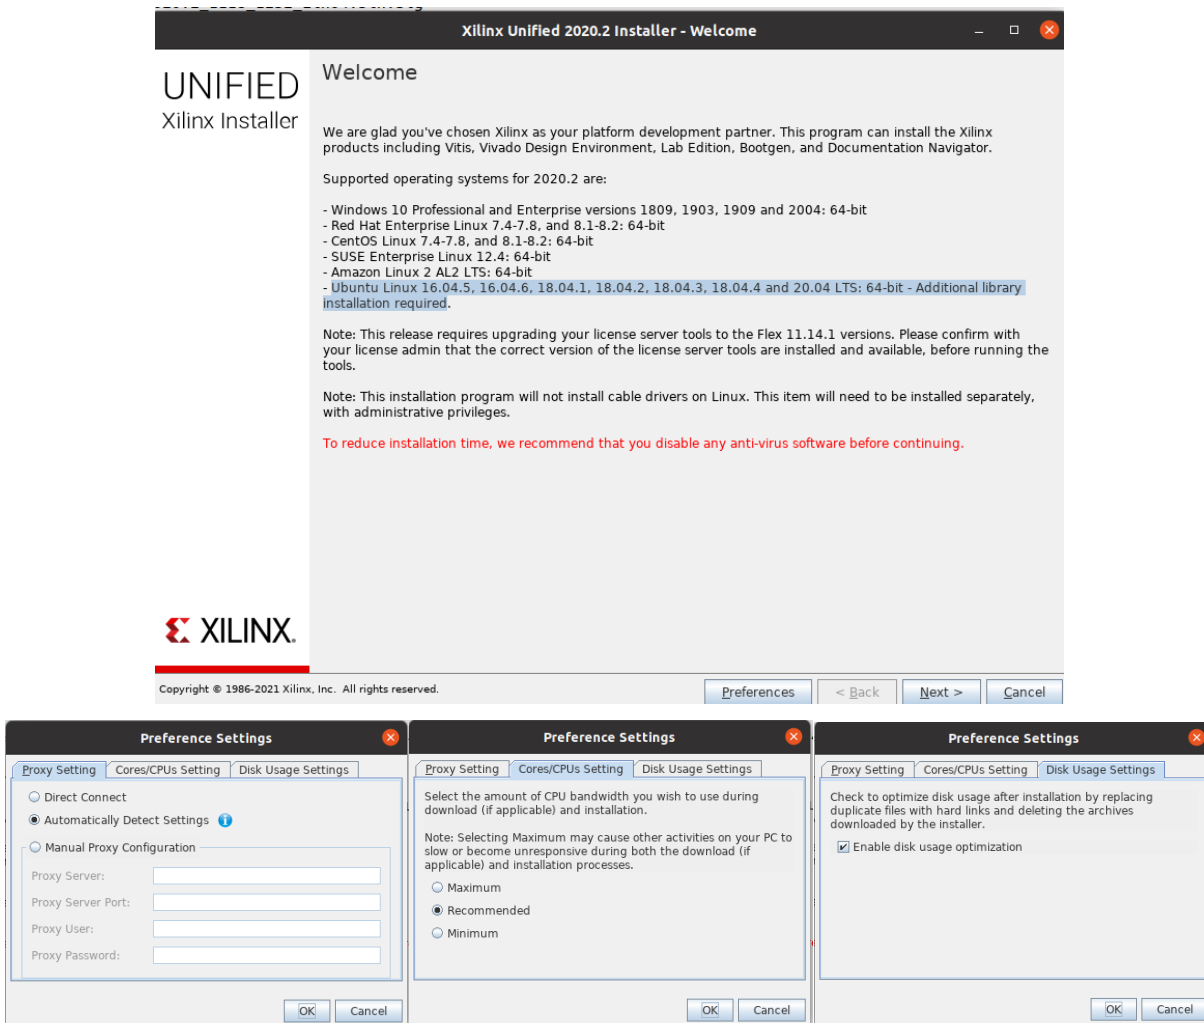 Xilinx Unified 2020.2 Installer - Welcome
UNIFIED
Xilinx Installer
Welcome
We are glad you've chosen Xilinx as your platform development partner. This program can install the Xilinx
products including Vitis, Vivado Design Environment, Lab Edition, Bootgen, and Documentation Navigator.
Supported operating systems for 2020.2 are:
- Windows 10 Professional and Enterprise versions 1809, 1903, 1909 and 2004: 64-bit
- Red Hat Enterprise Linux 7.4-7.8, and 8.1-8.2: 64-bit
- CentOS Linux 7.4-7.8, and 8.1-8.2: 64-bit
- SUSE Enterprise Linux 12.4: 64-bit
- Amazon Linux 2 AL2 LTS: 64-bit
- Ubuntu Linux 16.04.5, 16.04.6, 18.04.1, 18.04.2, 18.04.3, 18.04.4 and 20.04 LTS: 64-bit - Additional library
installation required.
Note: This release requires upgrading your license server tools to the Flex 11.14.1 versions. Please confirm with
your license admin that the correct version of the license server tools are installed and available, before running the
tools.
Note: This installation program will not install cable drivers on Linux. This item will need to be installed separately,
with administrative privileges.
To reduce installation time, we recommend that you disable any anti-virus software before continuing.
XILINX.
Copyright © 1986-2021 Xilinx, Inc. All rights reserved.
Preferences
< Back
Next >
Cancel
Preference Settings
Proxy Setting
Cores/CPUs Setting
Disk Usage Settings
Direct Connect
Automatically Detect Settings
Manual Proxy Configuration
Proxy Server:
Proxy Server Port:
Proxy User:
Proxy Password:
OK
Cancel
Preference Settings
Proxy Setting
Cores/CPUs Setting
Disk Usage Settings
Select the amount of CPU bandwidth you wish to use during
download (if applicable) and installation.
Note: Selecting Maximum may cause other activities on your PC to
slow or become unresponsive during both the download (if
applicable) and installation processes.
Maximum
Recommended
Minimum
OK
Cancel
Preference Settings
Proxy Setting
Cores/CPUs Setting
Disk Usage Settings
Check to optimize disk usage after installation by replacing
duplicate files with hard links and deleting the archives
downloaded by the installer.
Enable disk usage optimization
OK
Cancel